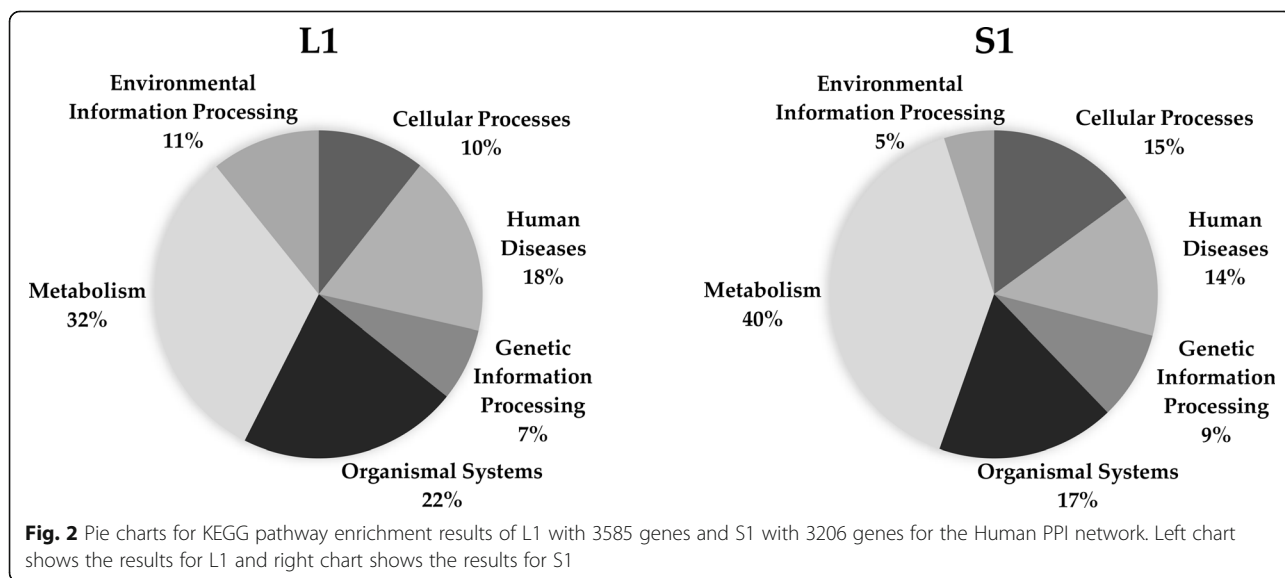 L1
Environmental
Information Processing
11%
Cellular Processes
10%
Human
Diseases
18%
Genetic
Information
Processing
7%
Organismal Systems
22%
Metabolism
32%
S1
Environmental
Information Processing
5%
Cellular Processes
15%
Human
Diseases
14%
Genetic
Information
Processing
9%
Organismal Systems
17%
Metabolism
40%
Fig. 2 Pie charts for KEGG pathway enrichment results of L1 with 3585 genes and S1 with 3206 genes for the Human PPI network. Left chart
shows the results for L1 and right chart shows the results for S1